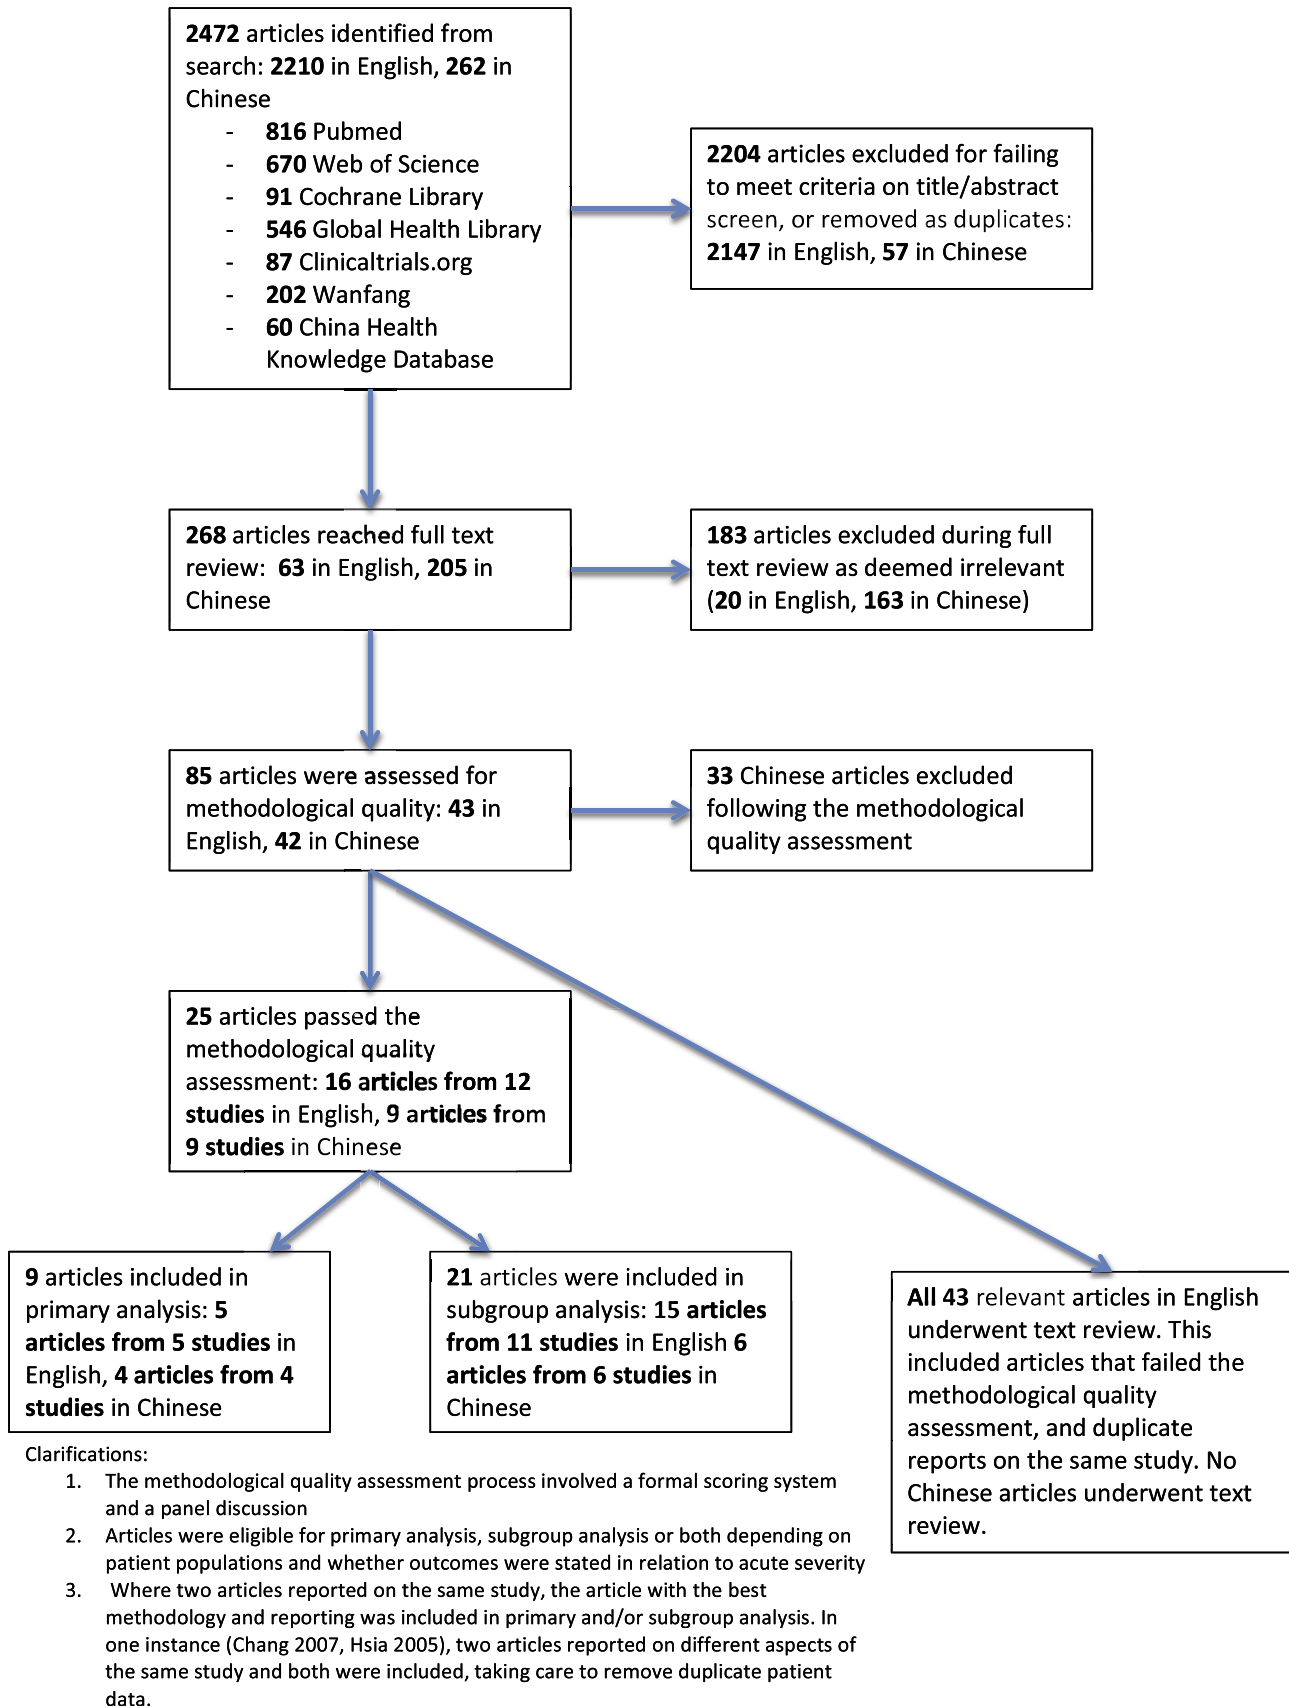 2472 articles identified from
search: 2210 in English, 262 in
Chinese
- 816 Pubmed
- 670 Web of Science
- 91 Cochrane Library
- 546 Global Health Library
- 87 Clinicaltrials.org
- 202 Wanfang
- 60 China Health
Knowledge Database
2204 articles excluded for failing
to meet criteria on title/abstract
screen, or removed as duplicates:
2147 in English, 57 in Chinese
268 articles reached full text
review: 63 in English, 205 in
Chinese
183 articles excluded during full
text review as deemed irrelevant
(20 in English, 163 in Chinese)
85 articles were assessed for
methodological quality: 43 in
English, 42 in Chinese
33 Chinese articles excluded
following the methodological
quality assessment
25 articles passed the
methodological quality
assessment: 16 articles from 12
studies in English, 9 articles from
9 studies in Chinese
9 articles included in
primary analysis: 5
articles from 5 studies in
English, 4 articles from 4
studies in Chinese
21 articles were included in
subgroup analysis: 15 articles
from 11 studies in English 6
articles from 6 studies in
Chinese
All 43 relevant articles in English
underwent text review. This
included articles that failed the
methodological quality
assessment, and duplicate
reports on the same study. No
Chinese articles underwent text
review.
Clarifications:
1. The methodological quality assessment process involved a formal scoring system
and a panel discussion
2. Articles were eligible for primary analysis, subgroup analysis or both depending on
patient populations and whether outcomes were stated in relation to acute severity
3. Where two articles reported on the same study, the article with the best
methodology and reporting was included in primary and/or subgroup analysis. In
one instance (Chang 2007, Hsia 2005), two articles reported on different aspects of
the same study and both were included, taking care to remove duplicate patient
data.